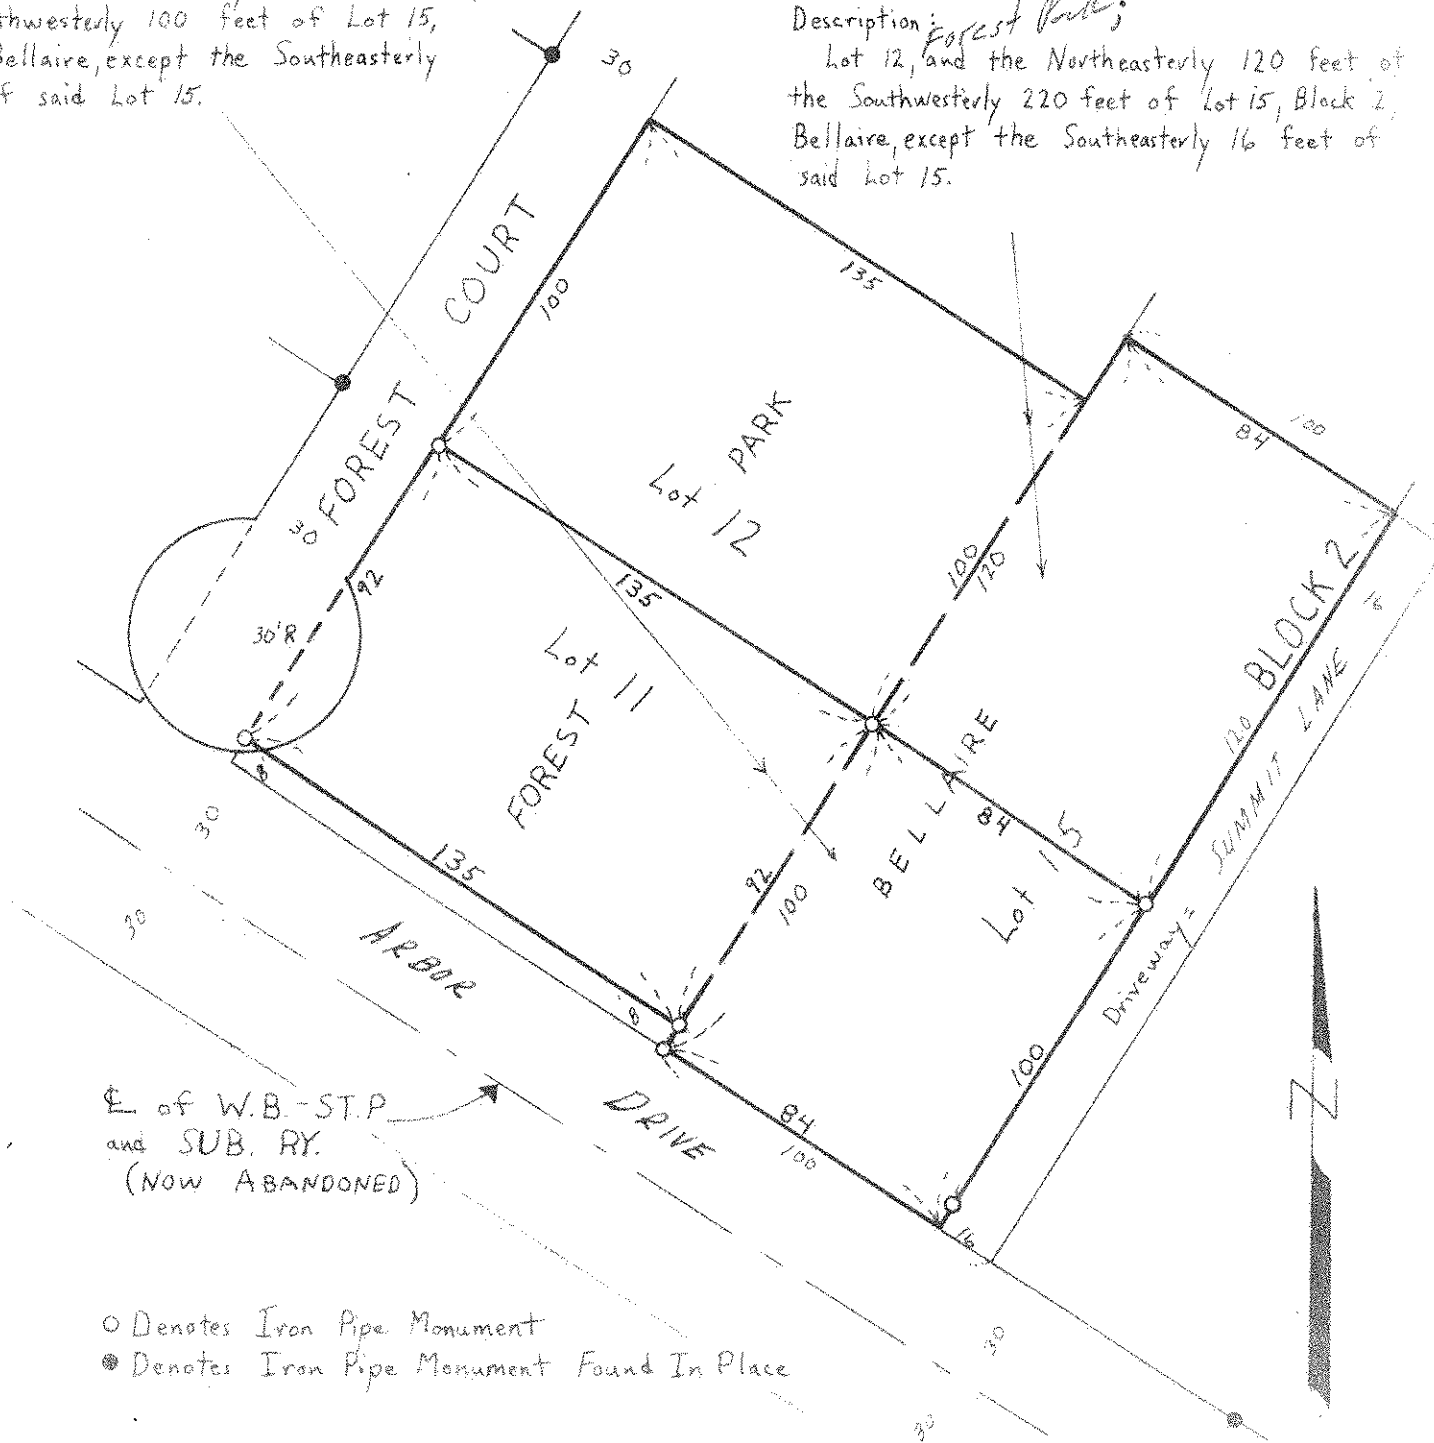 thwesterly 100 feet of Lot 15,
Bellaire, except the Southeasterly
f said Lot 15.
Description: Forest Park;
Lot 12, and the Northeasterly 120 feet of
the Southwesterly 220 feet of Lot 15, Block 2,
Bellaire, except the Southeasterly 16 feet of
said Lot 15.
30
COURT
100
135
84
100
FOREST
30
PARK
Lot 12
100
120
92
135
30'R
Lot 11
FOREST
BLOCK 2
16
120
SUMMIT LANE
8
30
30
135
ARBOR
92
100
BELLAIRE
84
Lot 15
Driveway =
8
100
DRIVE
84
100
16
℄ of W.B.-ST.P
and SUB. RY.
(NOW ABANDONED)
N
O Denotes Iron Pipe Monument
● Denotes Iron Pipe Monument Found In Place
30
30